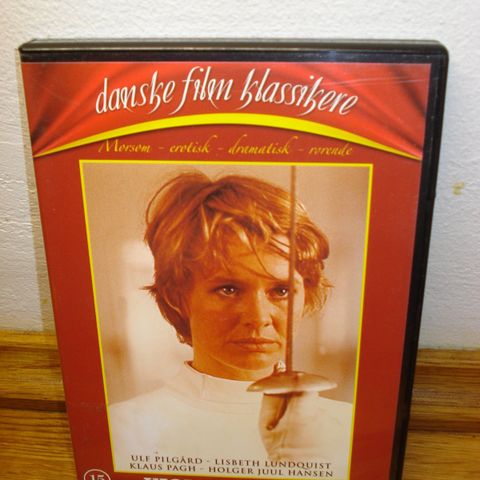 danske film klassikere
Morsom - erotisk - dramatisk - rørende
ULF PILGÅRD - LISBETH LUNDQUIST
KLAUS PAGH - HOLGER JUUL HANSEN
15